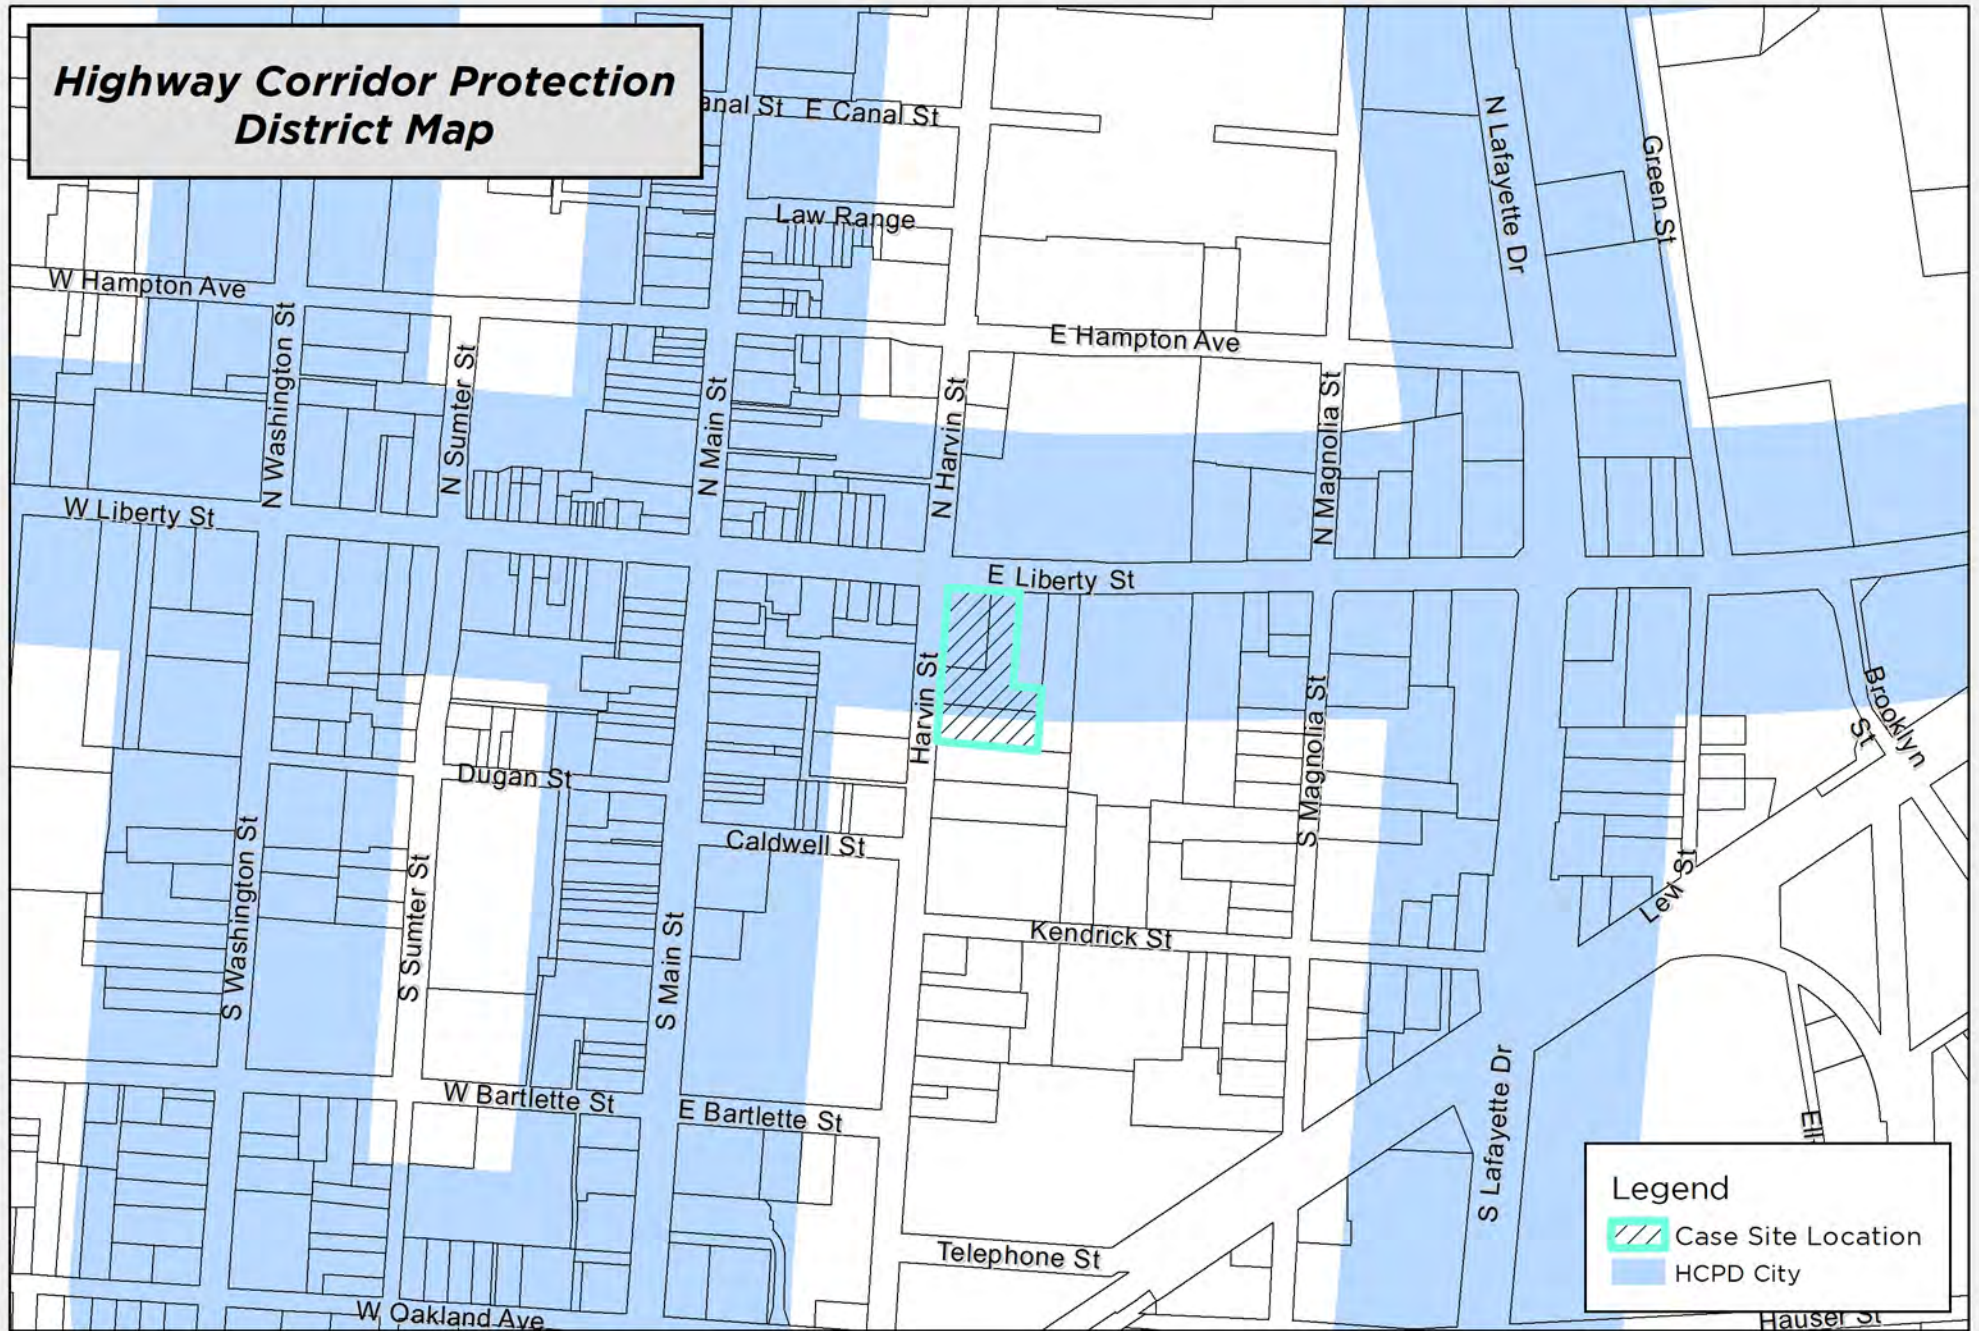 Highway Corridor Protection
District Map
E Canal St
Law Range
W Hampton Ave
E Hampton Ave
N Washington St
N Sumter St
N Main St
N Harvin St
N Magnolia St
N Lafayette Dr
Green St
W Liberty St
E Liberty St
Harvin St
S Magnolia St
Brooklyn
St
Dugan St
Caldwell St
S Washington St
S Sumter St
S Main St
Kendrick St
Levi St
W Bartlette St
E Bartlette St
S Lafayette Dr
Telephone St
W Oakland Ave
Hauser St
Legend
Case Site Location
HCPD City